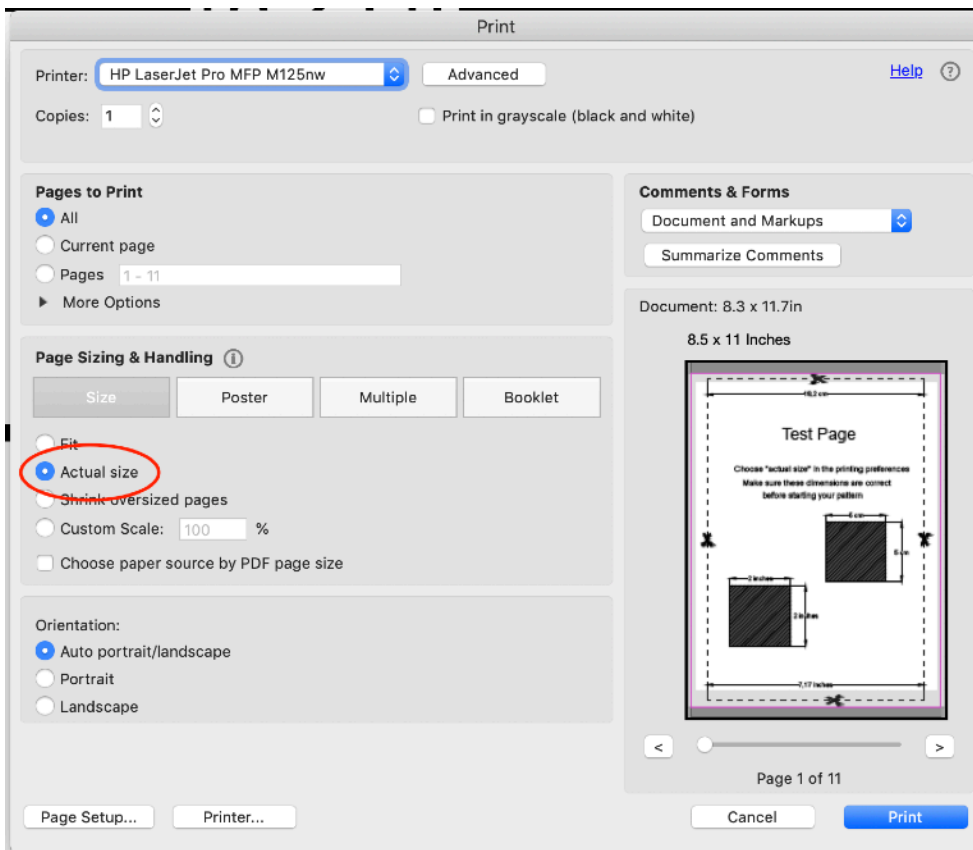 Print
Printer: HP LaserJet Pro MFP M125nw Advanced Help ?
Copies: 1 Print in grayscale (black and white)
Pages to Print
All
Current page
Pages 1 - 11
More Options
Comments & Forms
Document and Markups
Summarize Comments
Page Sizing & Handling i
Size Poster Multiple Booklet
Fit
Actual size
Shrink oversized pages
Custom Scale: 100 %
Choose paper source by PDF page size
Orientation:
Auto portrait/landscape
Portrait
Landscape
Document: 8.3 x 11.7in
8.5 x 11 Inches
Test Page
Choose "actual size" in the printing preferences
Make sure these dimensions are correct
before starting your pattern
5 cm
5 cm
2 inches
2 inches
7,17 inches
< >
Page 1 of 11
Page Setup... Printer... Cancel Print